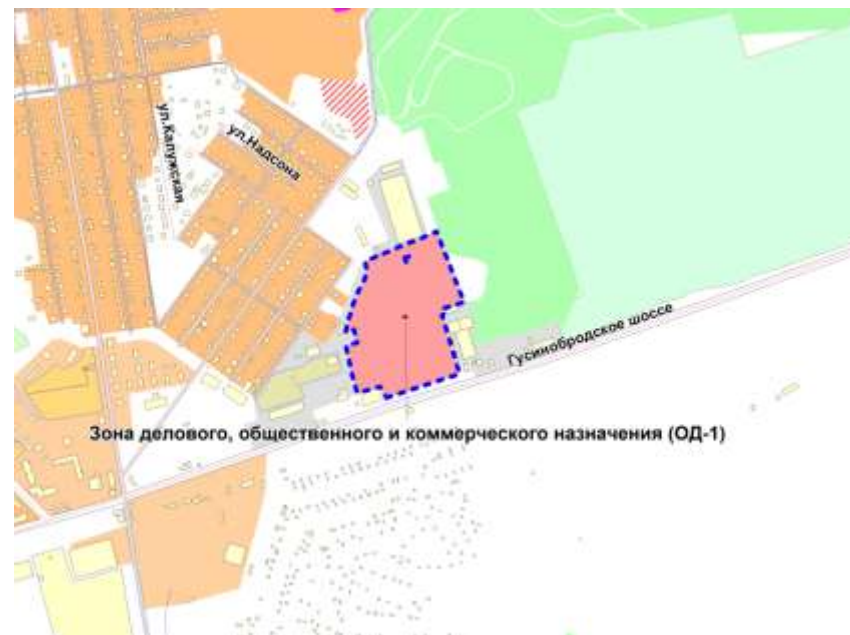 ул.Калужская
ул.Надсона
Гусинобродское шоссе
Зона делового, общественного и коммерческого назначения (ОД-1)